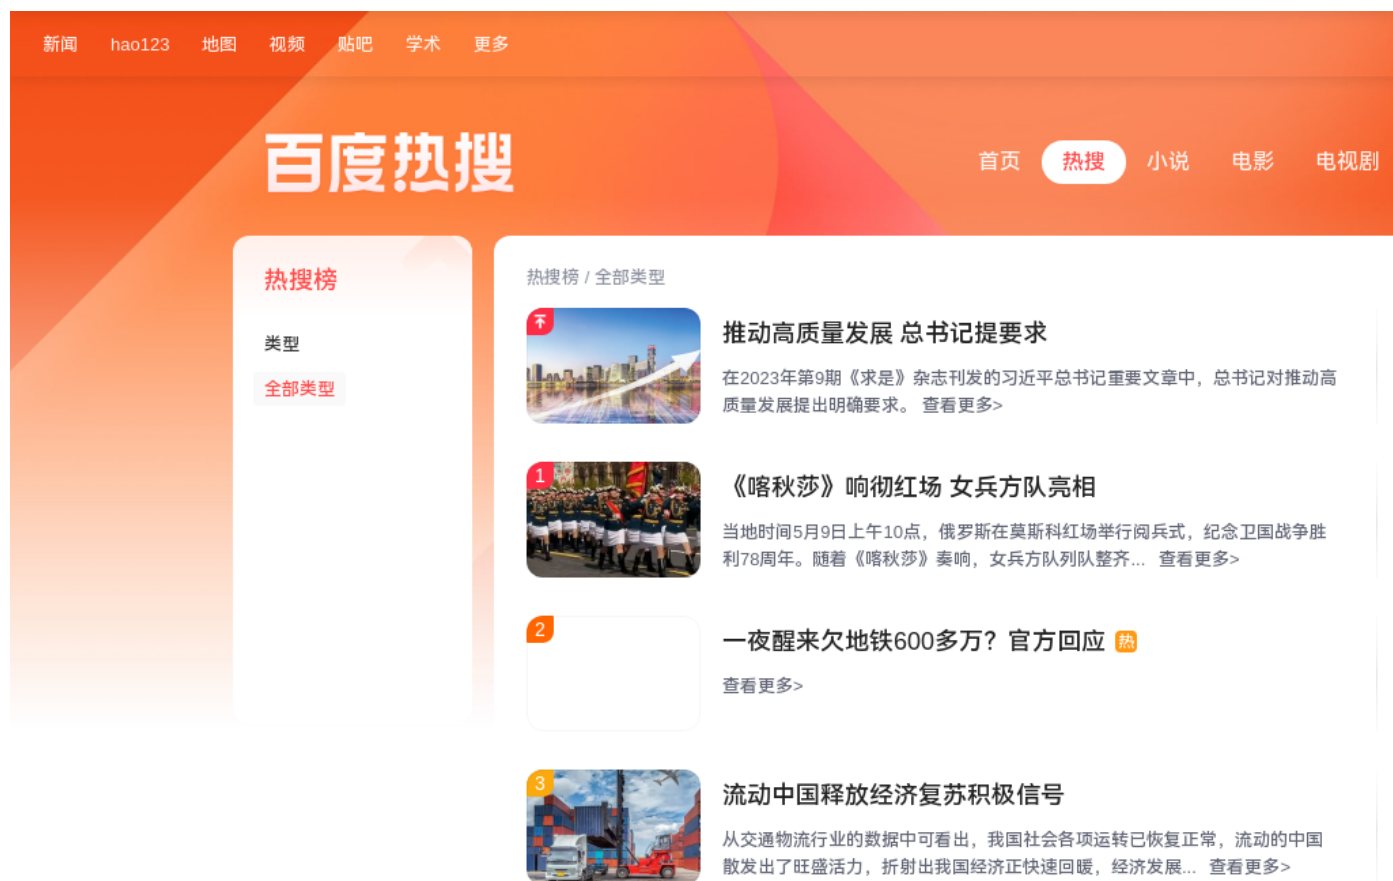 新闻 hao123 地图 视频 贴吧 学术 更多
百度热搜
首页 热搜 小说 电影 电视剧
热搜榜
类型
全部类型
热搜榜 / 全部类型
推动高质量发展 总书记提要求
在2023年第9期《求是》杂志刊发的习近平总书记重要文章中，总书记对推动高
质量发展提出明确要求。 查看更多>
1
《喀秋莎》响彻红场 女兵方队亮相
当地时间5月9日上午10点，俄罗斯在莫斯科红场举行阅兵式，纪念卫国战争胜
利78周年。随着《喀秋莎》奏响，女兵方队列队整齐... 查看更多>
2
一夜醒来欠地铁600多万？官方回应 热
查看更多>
3
流动中国释放经济复苏积极信号
从交通物流行业的数据中可看出，我国社会各项运转已恢复正常，流动的中国
散发出了旺盛活力，折射出我国经济正快速回暖，经济发展... 查看更多>